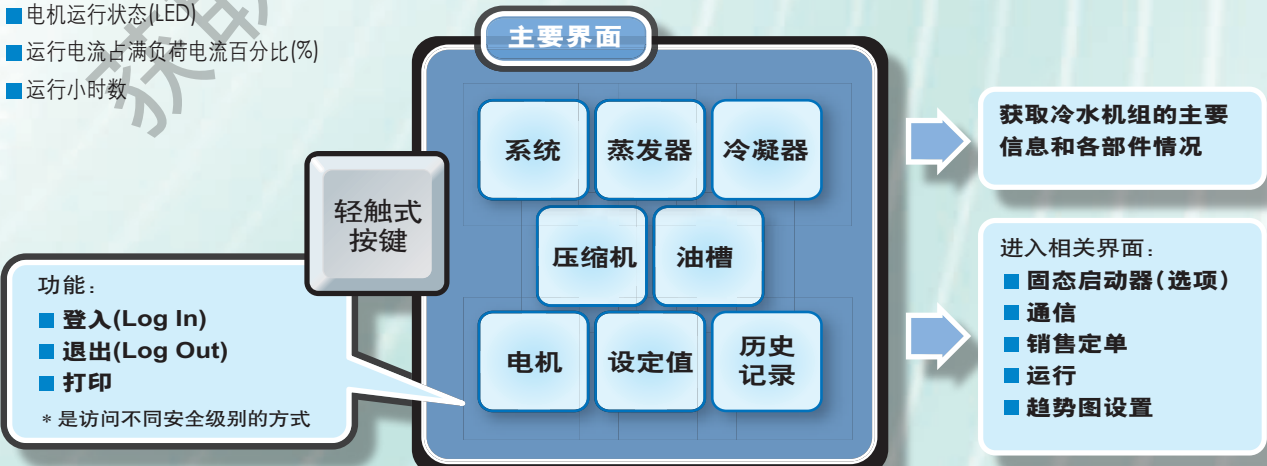 电机运行状态(LED)
运行电流占满负荷电流百分比(%)
运行小时数
主要界面
系统
蒸发器
冷凝器
压缩机
油槽
电机
设定值
历史
记录
轻触式
按键
功能：
登入(Log In)
退出(Log Out)
打印
* 是访问不同安全级别的方式
获取冷水机组的主要
信息和各部件情况
进入相关界面：
固态启动器(选项)
通信
销售定单
运行
趋势图设置